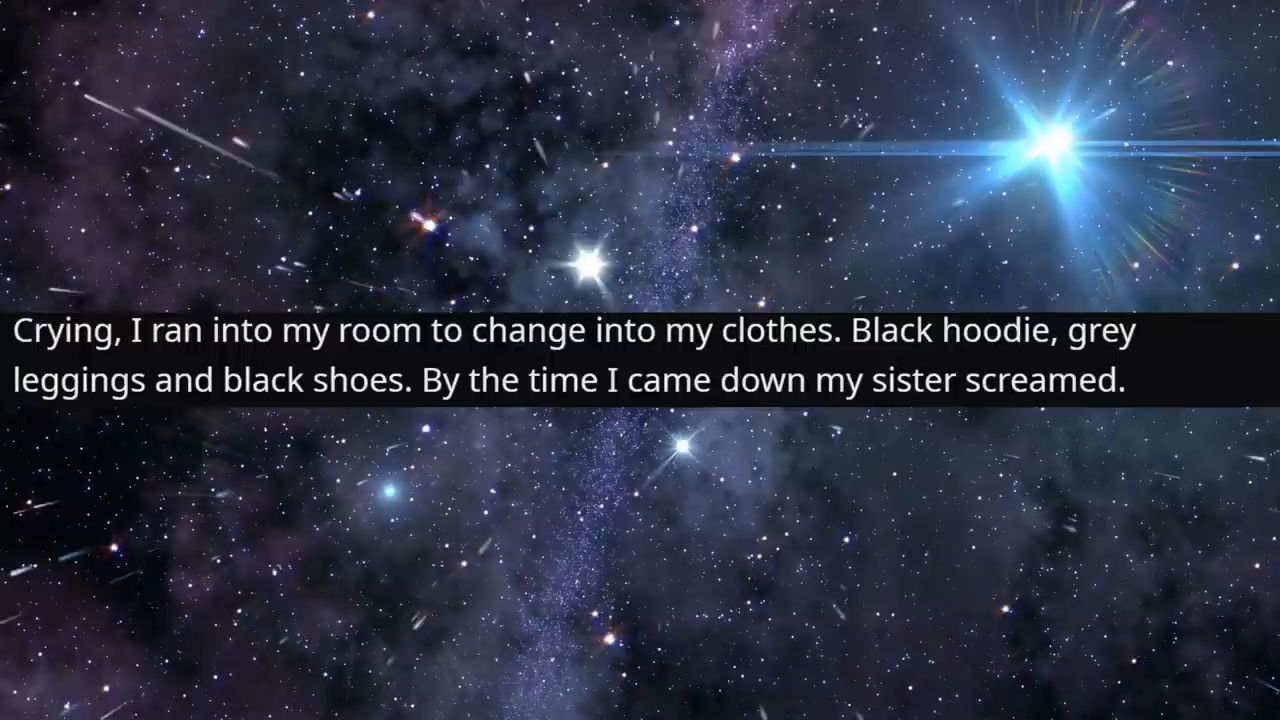 Crying, I ran into my room to change into my clothes. Black hoodie, grey
leggings and black shoes. By the time I came down my sister screamed.